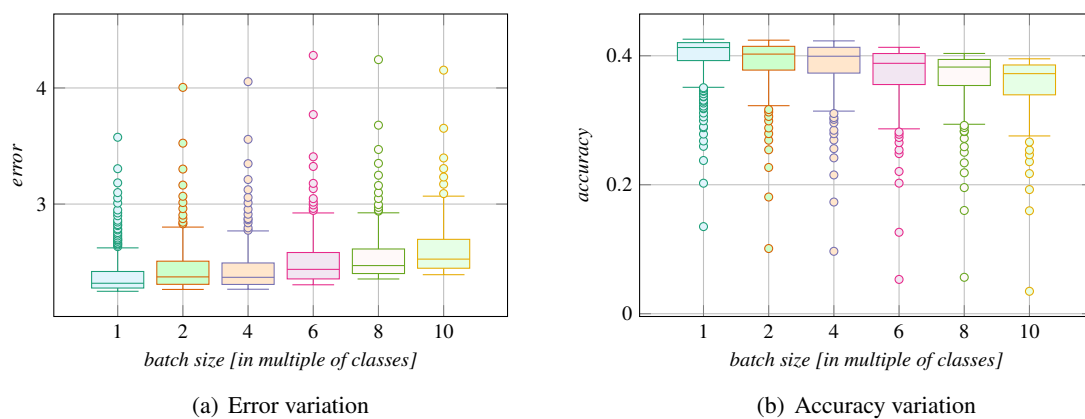 4
3
error
1 2 4 6 8 10
batch size [in multiple of classes]
(a) Error variation
0.4
0.2
0
accuracy
1 2 4 6 8 10
batch size [in multiple of classes]
(b) Accuracy variation